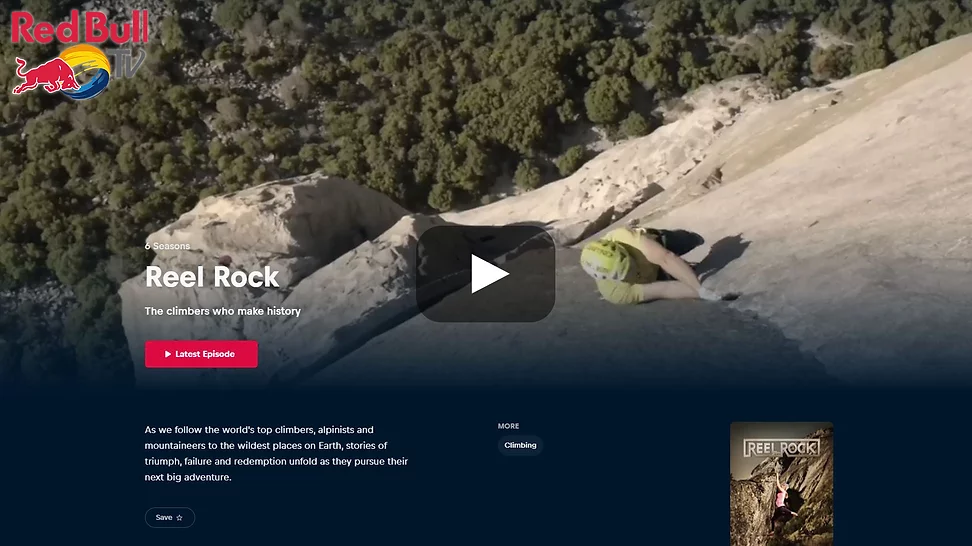 Red Bull
TV
6 Seasons
Reel Rock
The climbers who make history
Latest Episode
As we follow the world's top climbers, alpinists and
mountaineers to the wildest places on Earth, stories of
triumph, failure and redemption unfold as they pursue their
next big adventure.
Save
MORE
Climbing
REEL ROCK